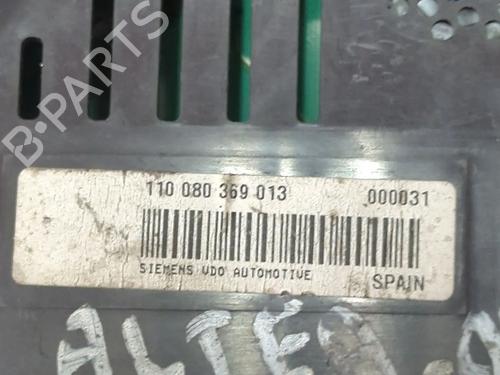 B-PARTS
110 080 369 013 000031
SIEMENS VDO AUTOMOTIVE SPAIN